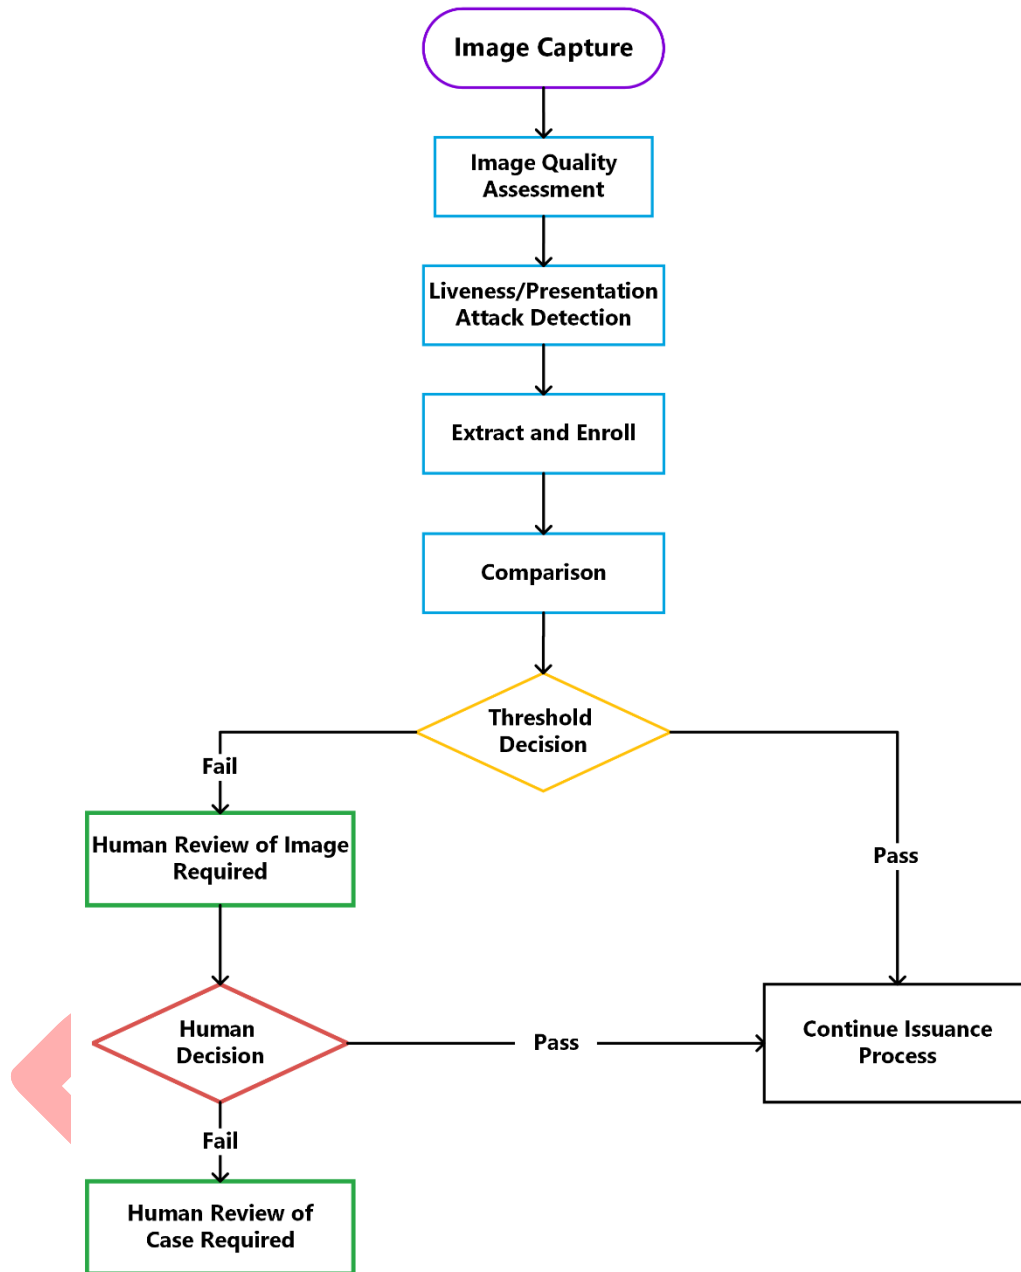 Image Capture
Image Quality
Assessment
Liveness/Presentation
Attack Detection
Extract and Enroll
Comparison
Threshold
Decision
Fail
Human Review of Image
Required
Pass
Human
Decision
Pass
Continue Issuance
Process
Fail
Human Review of
Case Required